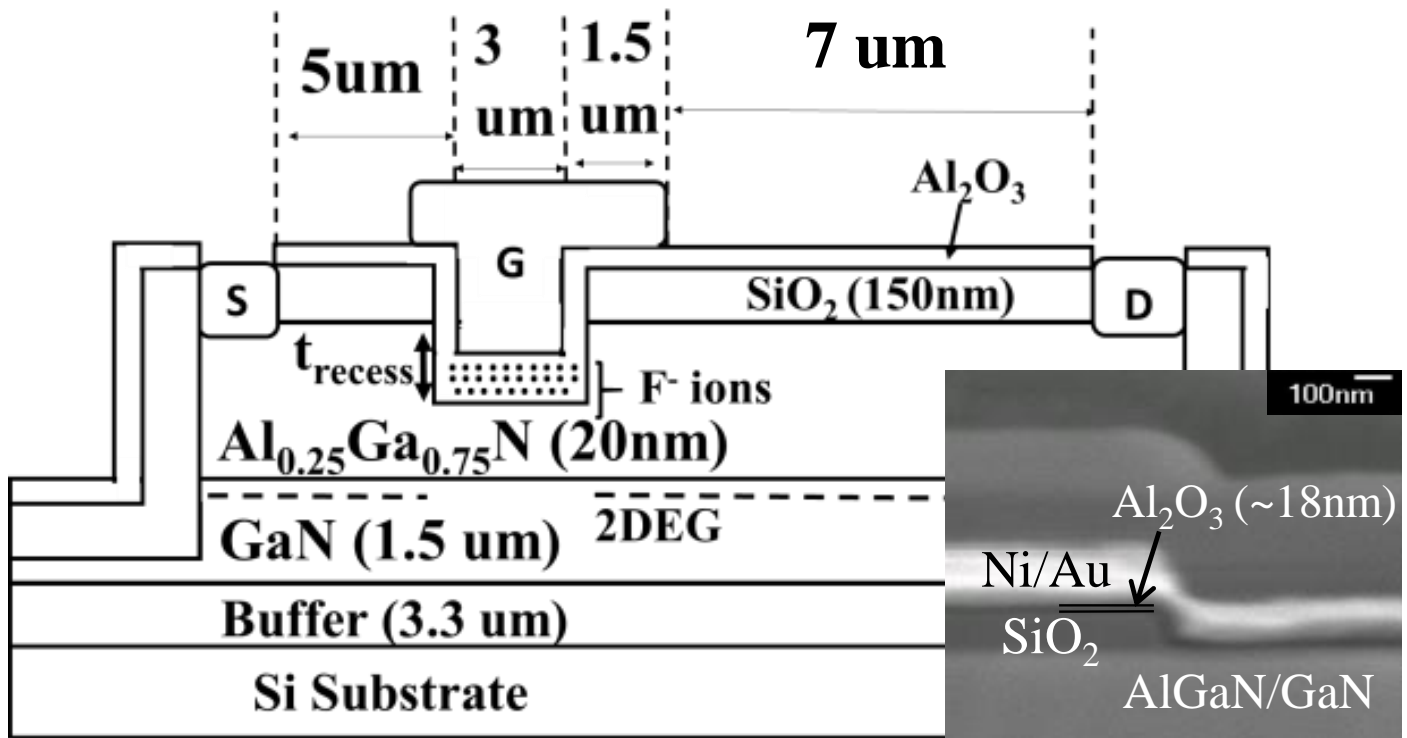 5um
3
um
1.5
um
7 um
Al₂O₃
G
S
SiO₂ (150nm)
D
t_recess
F⁻ ions
Al₀.₂₅Ga₀.₇₅N (20nm)
2DEG
GaN (1.5 um)
Buffer (3.3 um)
Si Substrate
100nm
Al₂O₃ (~18nm)
Ni/Au
SiO₂
AlGaN/GaN